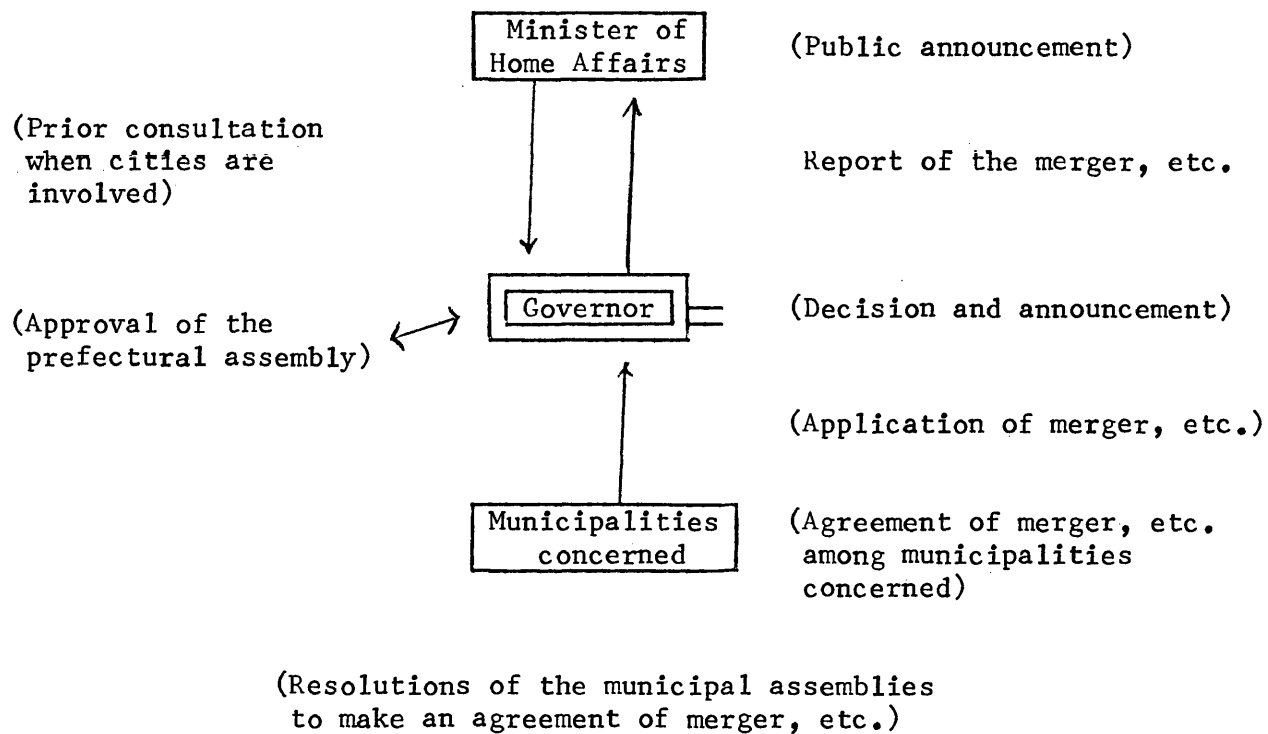 Minister of
Home Affairs
(Public announcement)
(Prior consultation
when cities are
involved)
Report of the merger, etc.
Governor
(Decision and announcement)
(Approval of the
prefectural assembly)
(Application of merger, etc.)
Municipalities
concerned
(Agreement of merger, etc.
among municipalities
concerned)
(Resolutions of the municipal assemblies
to make an agreement of merger, etc.)